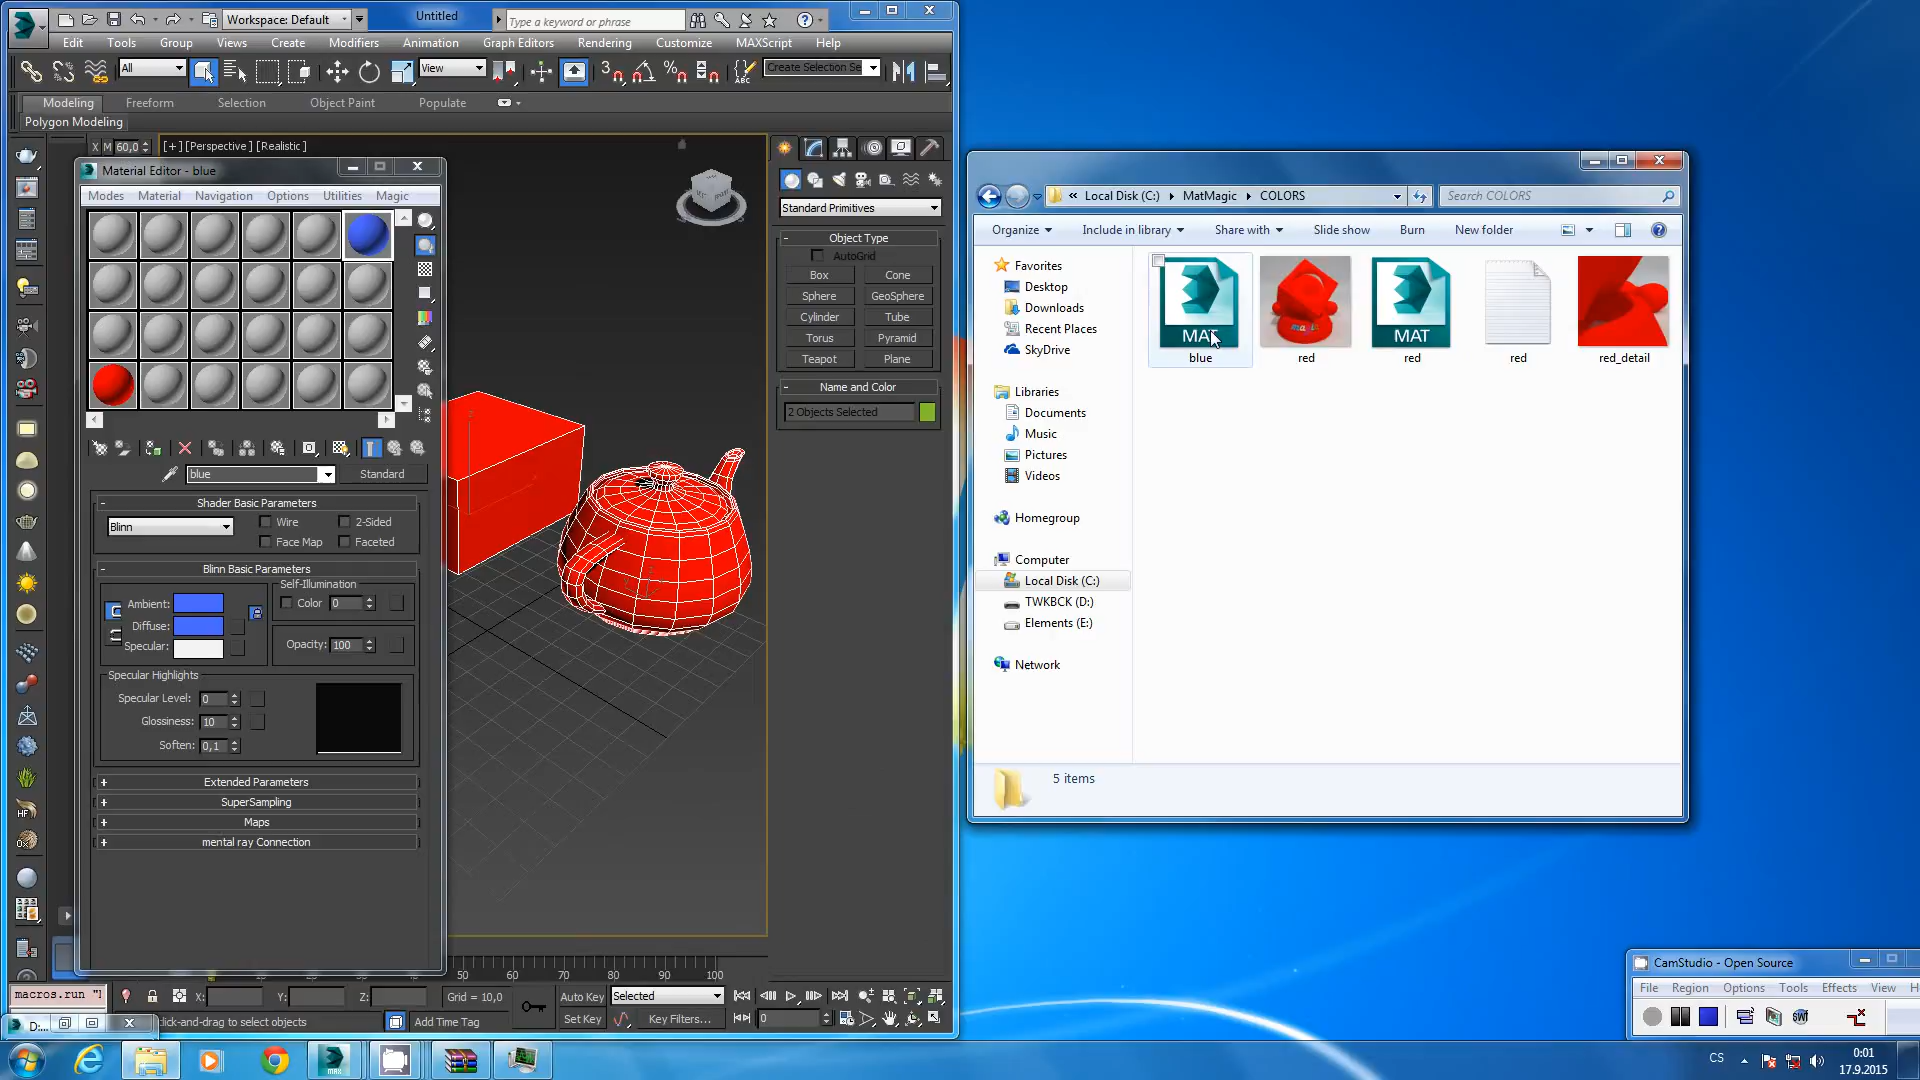 Workspace: Default
Untitled
Type a keyword or phrase
Edit Tools Group Views Create Modifiers Animation Graph Editors Rendering Customize MAXScript Help
All
View
Create Selection Se
Modeling Freeform Selection Object Paint Populate
Polygon Modeling
X M 60,0
[+] [Perspective] [Realistic]
Material Editor - blue
Modes Material Navigation Options Utilities Magic
blue
Standard
Shader Basic Parameters
Blinn
Wire
2-Sided
Face Map
Faceted
Blinn Basic Parameters
Self-Illumination
Ambient:
Color 0
Diffuse:
Specular:
Opacity: 100
Specular Highlights
Specular Level: 0
Glossiness: 10
Soften: 0,1
Extended Parameters
SuperSampling
Maps
mental ray Connection
Standard Primitives
Object Type
AutoGrid
Box Cone
Sphere GeoSphere
Cylinder Tube
Torus Pyramid
Teapot Plane
Name and Color
2 Objects Selected
50 60 70 80 90 100
macros.run "
X:
Y:
Z:
Grid = 10,0
Auto Key
Selected
D:...
click-and-drag to select objects
Add Time Tag
Set Key
Key Filters...
0
Local Disk (C:) MatMagic COLORS
Search COLORS
Organize Include in library Share with Slide show Burn New folder
Favorites
Desktop
Downloads
Recent Places
SkyDrive
Libraries
Documents
Music
Pictures
Videos
Homegroup
Computer
Local Disk (C:)
TWKBCK (D:)
Elements (E:)
Network
MAT
MAT
blue
red
red
red
red_detail
5 items
CamStudio - Open Source
File Region Options Tools Effects View H
CS
0:01
17.9.2015